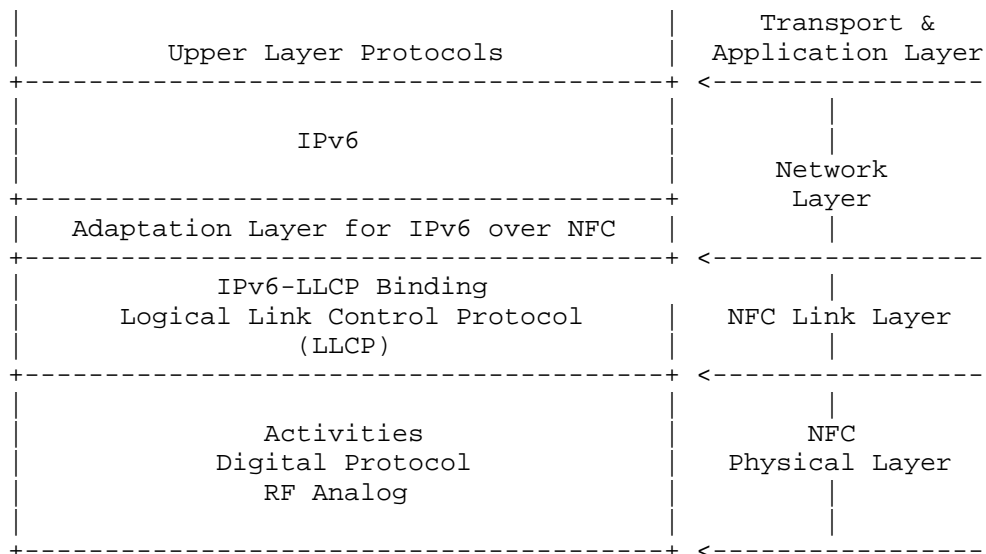 Transport &
Upper Layer Protocols Application Layer
IPv6
Network
Layer
Adaptation Layer for IPv6 over NFC
IPv6-LLCP Binding
Logical Link Control Protocol NFC Link Layer
(LLCP)
Activities NFC
Digital Protocol Physical Layer
RF Analog